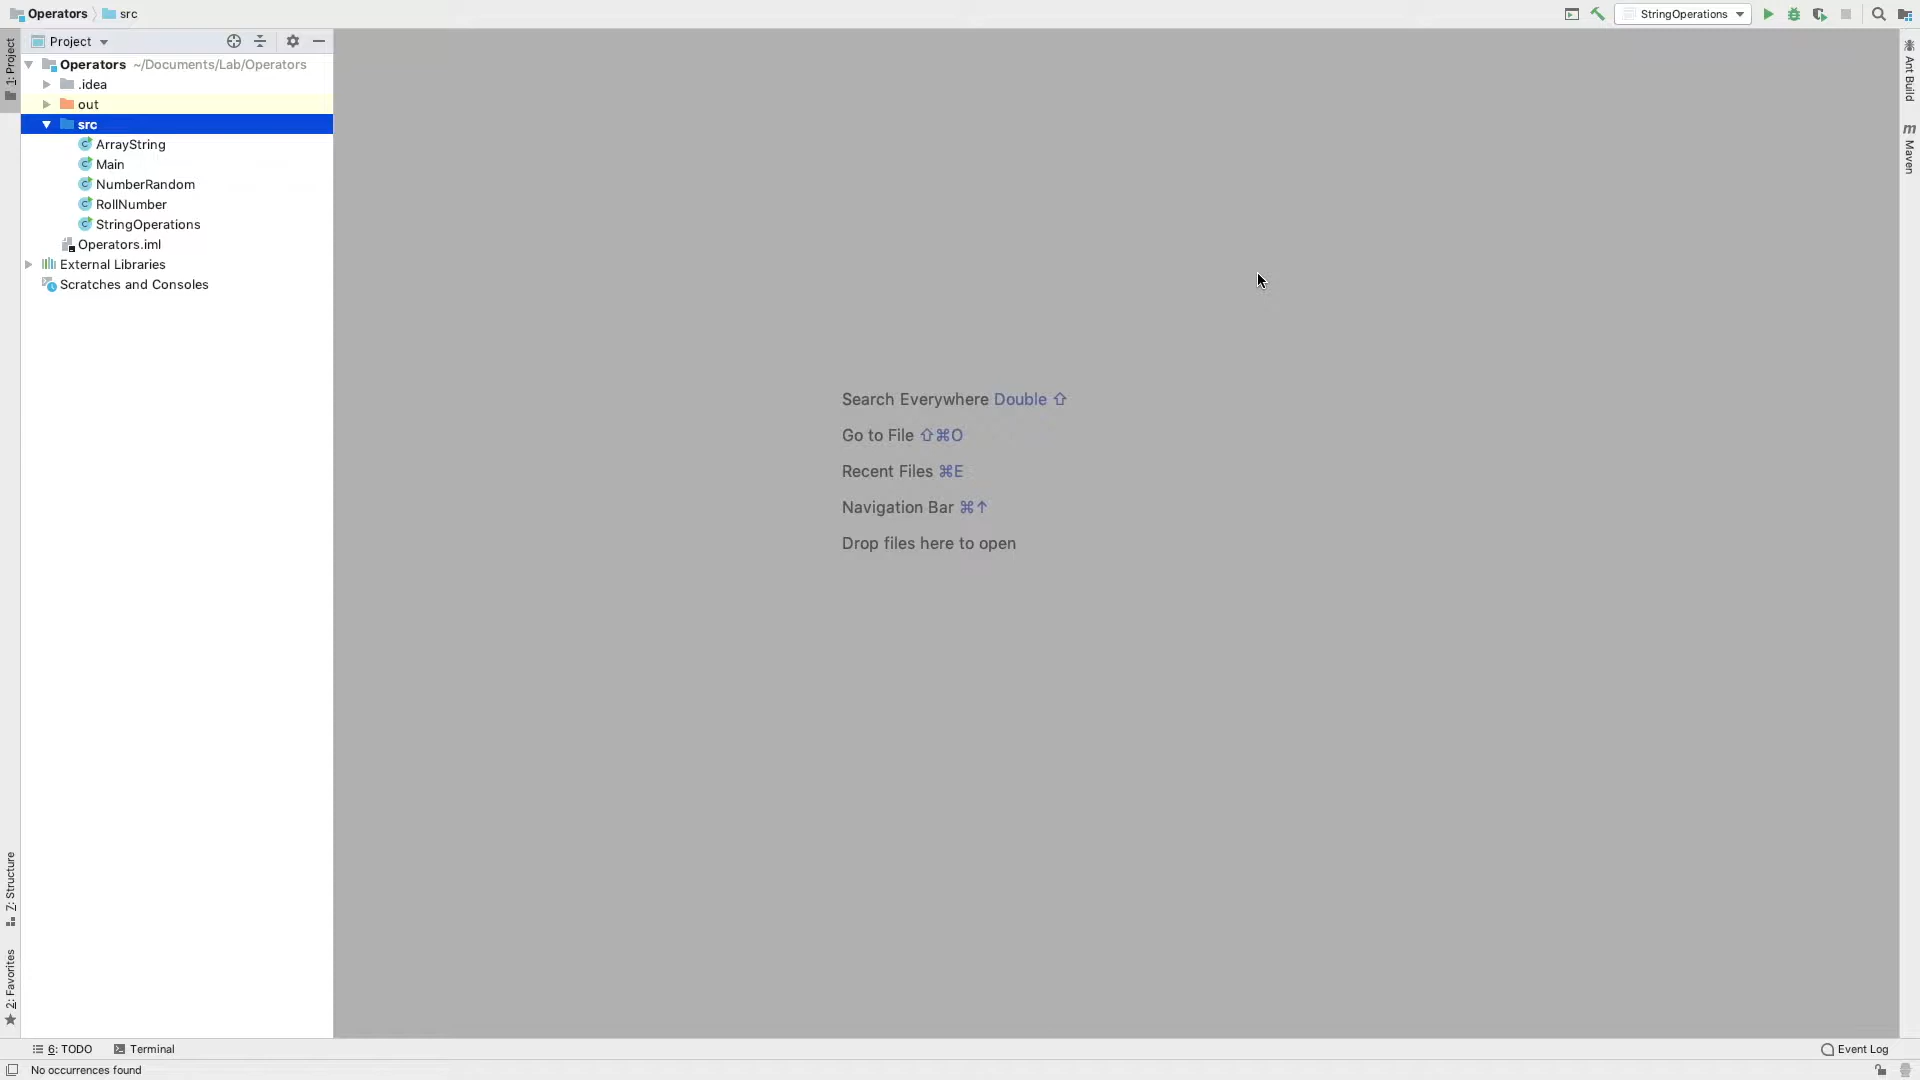 Operators src
StringOperations
1: Project
Project
Operators ~/Documents/Lab/Operators
.idea
out
src
ArrayString
Main
NumberRandom
RollNumber
StringOperations
Operators.iml
External Libraries
Scratches and Consoles
Search Everywhere Double ⇧
Go to File ⇧⌘O
Recent Files ⌘E
Navigation Bar ⌘↑
Drop files here to open
Ant Build
m Maven
Z: Structure
2: Favorites
6: TODO Terminal
Event Log
No occurrences found